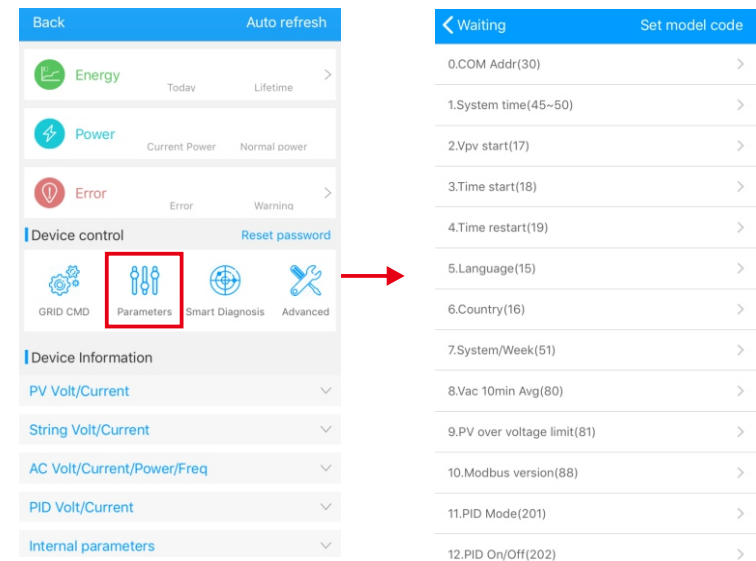 Back Auto refresh
Energy
Today Lifetime
Power
Current Power Normal power
Error
Error Warning
Device control Reset password
GRID CMD Parameters Smart Diagnosis Advanced
Device Information
PV Volt/Current
String Volt/Current
AC Volt/Current/Power/Freq
PID Volt/Current
Internal parameters
Waiting Set model code
0.COM Addr(30)
1.System time(45~50)
2.Vpv start(17)
3.Time start(18)
4.Time restart(19)
5.Language(15)
6.Country(16)
7.System/Week(51)
8.Vac 10min Avg(80)
9.PV over voltage limit(81)
10.Modbus version(88)
11.PID Mode(201)
12.PID On/Off(202)